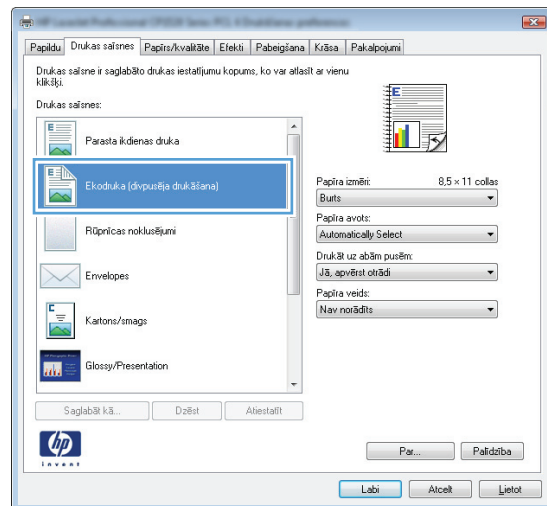 Papildu Drukas saīsnes Papīrs/kvalitāte Efekti Pabeigšana Krāsa Pakalpojumi
Drukas saīsne ir saglabāto drukas iestatījumu kopums, ko var atlasīt ar vienu
klikšķi.
Drukas saīsnes:
Parasta ikdienas druka
Ekodruka (divpusēja drukāšana)
Rūpnīcas noklusējumi
Envelopes
Kartons/smags
Glossy/Presentation
Saglabāt kā... Dzēst Atiestatīt
Papīra izmēri: 8,5 × 11 collas
Burts
Papīra avots:
Automatically Select
Drukāt uz abām pusēm:
Jā, apvērst otrādi
Papīra veids:
Nav norādīts
hp
invent
Par... Palīdzība
Labi Atcelt Lietot